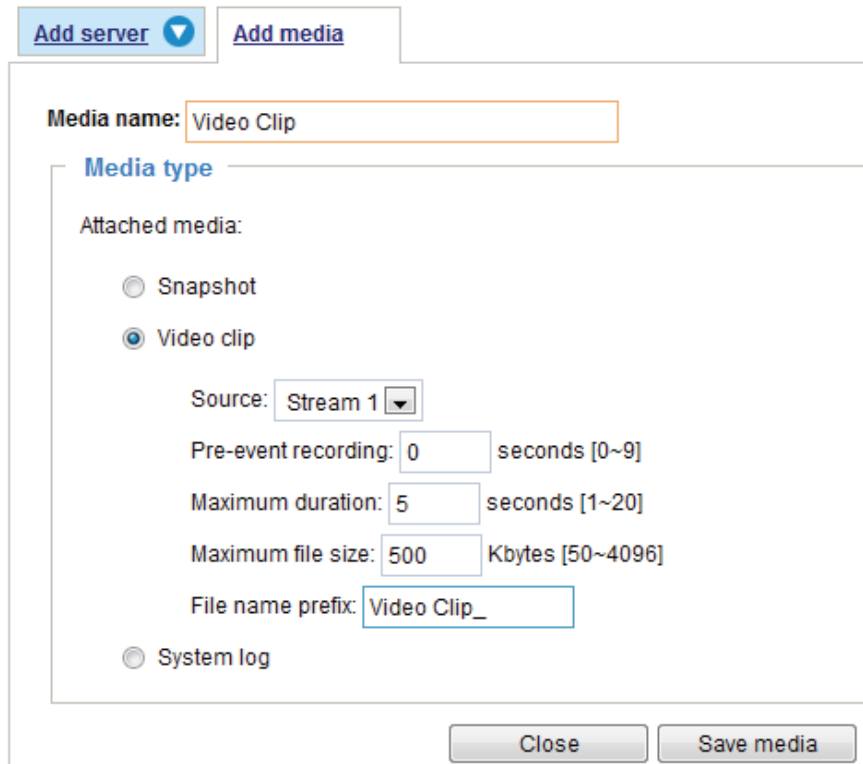 Add server Add media
Media name: Video Clip
Media type
Attached media:
Snapshot
Video clip
Source: Stream 1
Pre-event recording: 0 seconds [0~9]
Maximum duration: 5 seconds [1~20]
Maximum file size: 500 Kbytes [50~4096]
File name prefix: Video Clip_
System log
Close Save media